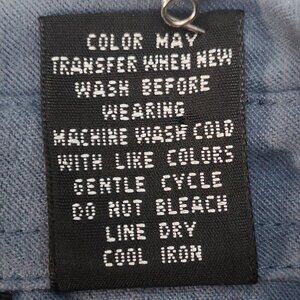 COLOR MAY
TRANSFER WHEN NEW
WASH BEFORE
WEARING
MACHINE WASH COLD
WITH LIKE COLORS
GENTLE CYCLE
DO NOT BLEACH
LINE DRY
COOL IRON